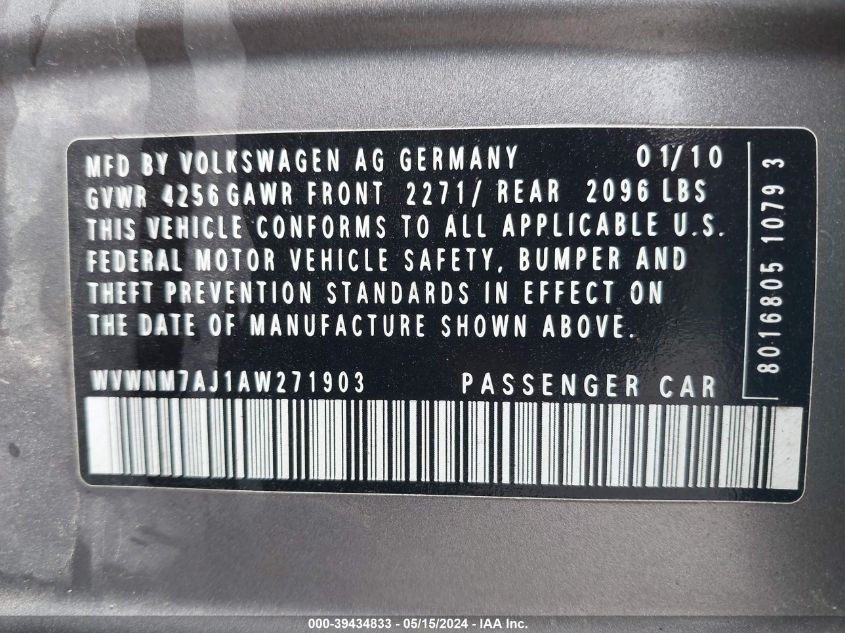 MFD BY VOLKSWAGEN AG GERMANY 01/10
GVWR 4256 GAWR FRONT 2271/ REAR 2096 LBS
THIS VEHICLE CONFORMS TO ALL APPLICABLE U.S.
FEDERAL MOTOR VEHICLE SAFETY, BUMPER AND
THEFT PREVENTION STANDARDS IN EFFECT ON
THE DATE OF MANUFACTURE SHOWN ABOVE.
WVWNM7AJ1AW271903 PASSENGER CAR
8016805 1079 3
000-39434833 - 05/15/2024 - IAA Inc.